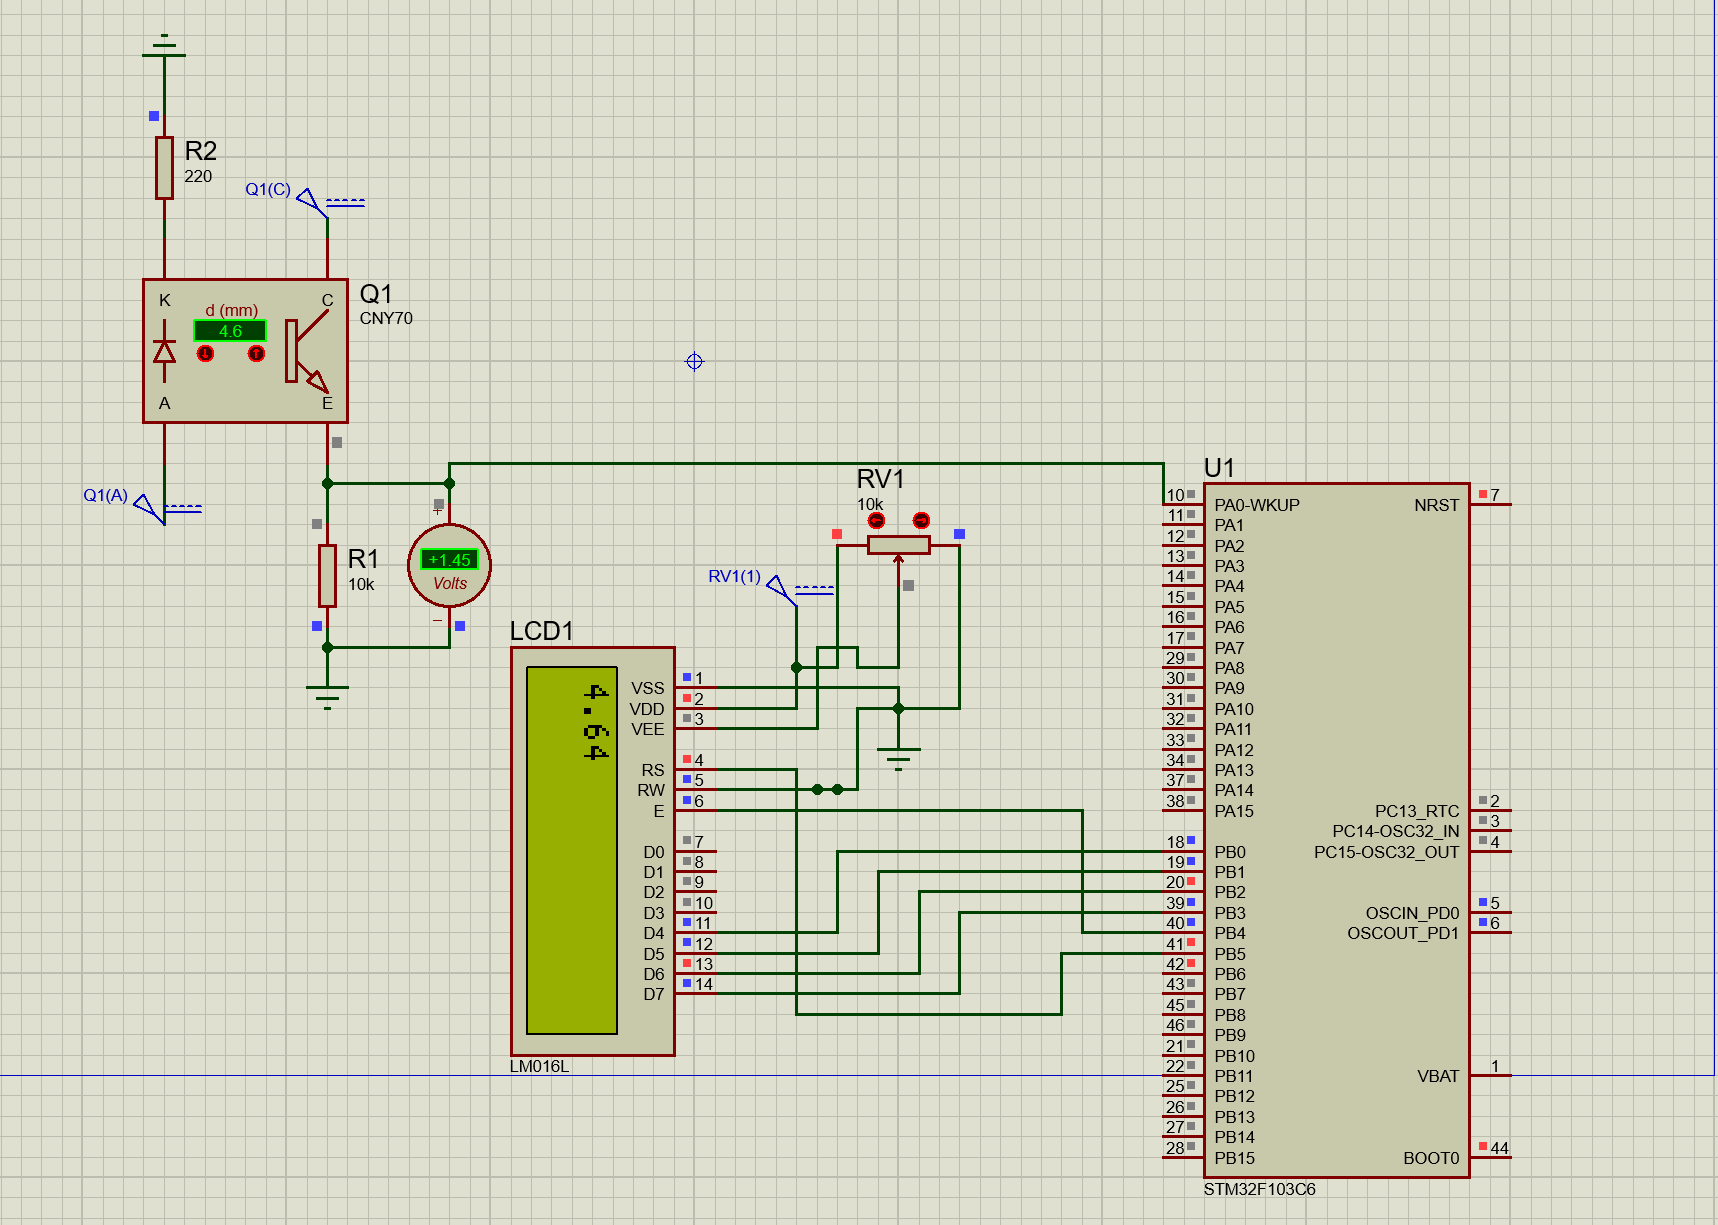 R2
220
Q1(C)
K
C
d (mm)
4.6
A
E
Q1
CNY70
Q1(A)
R1
10k
+
+1.45
Volts
−
RV1
10k
RV1(1)
LCD1
4.64
VSS 1
VDD 2
VEE 3
RS 4
RW 5
E 6
D0 7
D1 8
D2 9
D3 10
D4 11
D5 12
D6 13
D7 14
LM016L
U1
10 PA0-WKUP
11 PA1
12 PA2
13 PA3
14 PA4
15 PA5
16 PA6
17 PA7
29 PA8
30 PA9
31 PA10
32 PA11
33 PA12
34 PA13
37 PA14
38 PA15
18 PB0
19 PB1
20 PB2
39 PB3
40 PB4
41 PB5
42 PB6
43 PB7
45 PB8
46 PB9
21 PB10
22 PB11
25 PB12
26 PB13
27 PB14
28 PB15
NRST 7
PC13_RTC 2
PC14-OSC32_IN 3
PC15-OSC32_OUT 4
OSCIN_PD0 5
OSCOUT_PD1 6
VBAT 1
BOOT0 44
STM32F103C6